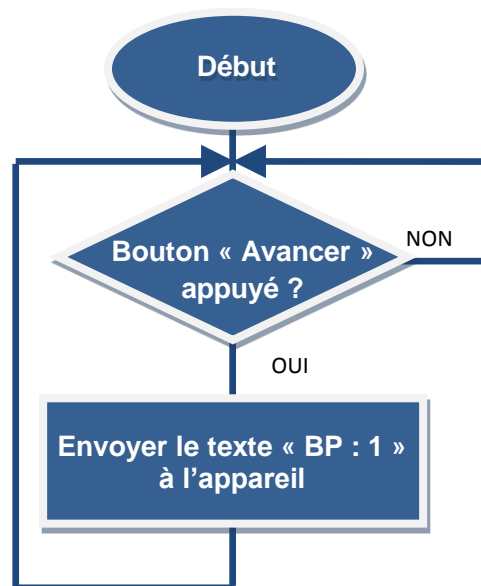 Début
Bouton « Avancer »
appuyé ?
NON
OUI
Envoyer le texte « BP : 1 »
à l'appareil